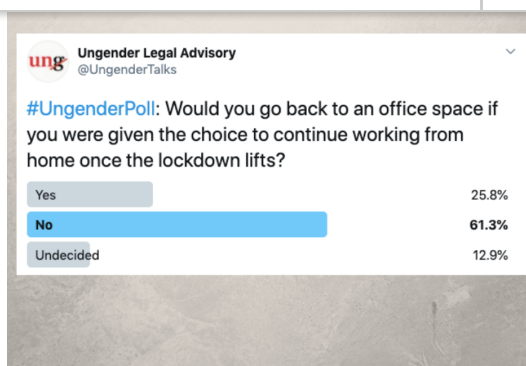 ung
Ungender Legal Advisory
@UngenderTalks
#UngenderPoll: Would you go back to an office space if
you were given the choice to continue working from
home once the lockdown lifts?
Yes 25.8%
No 61.3%
Undecided 12.9%